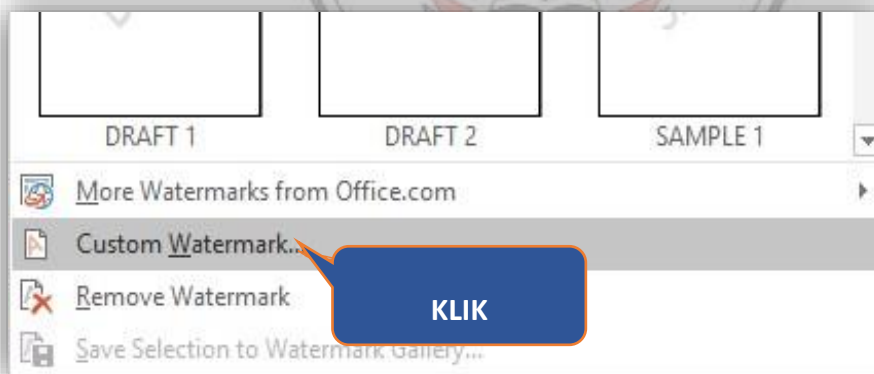 DRAFT 1 DRAFT 2 SAMPLE 1
More Watermarks from Office.com
Custom Watermark...
KLIK
Remove Watermark
Save Selection to Watermark Gallery...